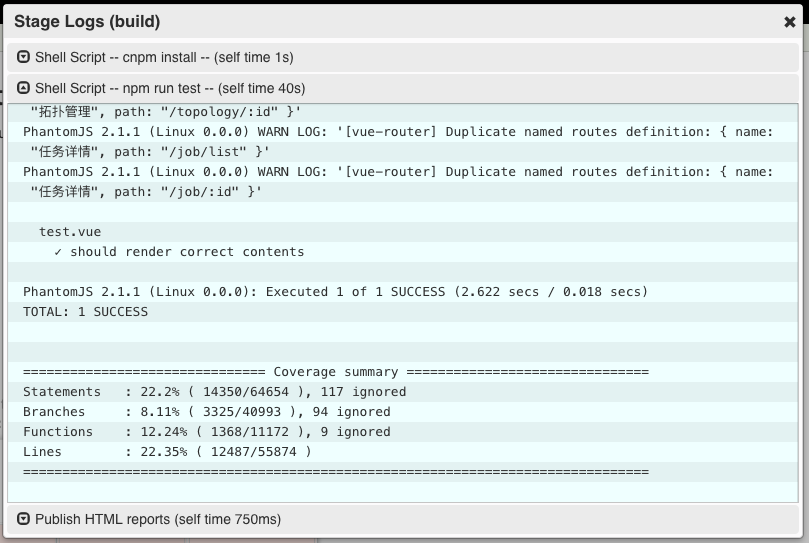 Stage Logs (build)
Shell Script -- cnpm install -- (self time 1s)
Shell Script -- npm run test -- (self time 40s)
"拓扑管理", path: "/topology/:id" }'
PhantomJS 2.1.1 (Linux 0.0.0) WARN LOG: '[vue-router] Duplicate named routes definition: { name:
"任务详情", path: "/job/list" }'
PhantomJS 2.1.1 (Linux 0.0.0) WARN LOG: '[vue-router] Duplicate named routes definition: { name:
"任务详情", path: "/job/:id" }'
test.vue
✓ should render correct contents
PhantomJS 2.1.1 (Linux 0.0.0): Executed 1 of 1 SUCCESS (2.622 secs / 0.018 secs)
TOTAL: 1 SUCCESS
=============================== Coverage summary ===============================
Statements   : 22.2% ( 14350/64654 ), 117 ignored
Branches     : 8.11% ( 3325/40993 ), 94 ignored
Functions    : 12.24% ( 1368/11172 ), 9 ignored
Lines        : 22.35% ( 12487/55874 )
================================================================================
Publish HTML reports (self time 750ms)